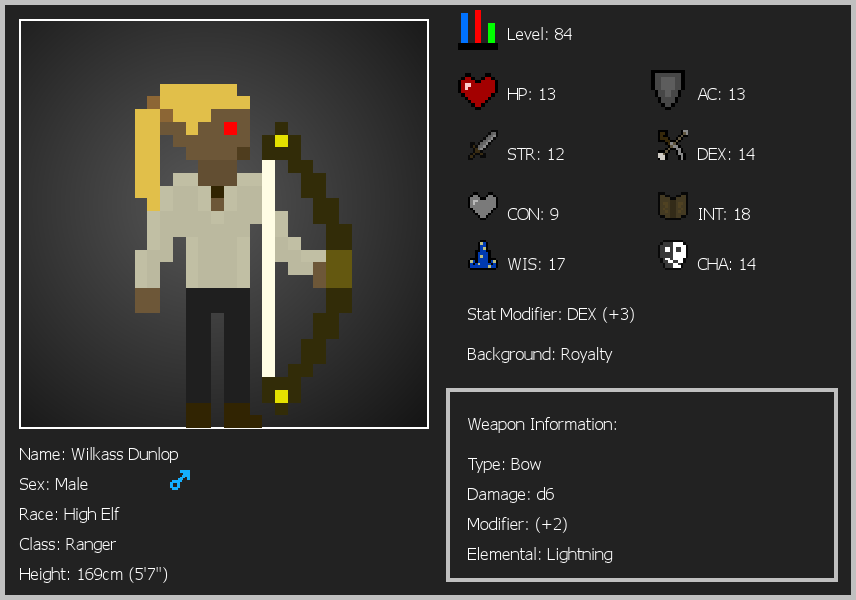 Level: 84
HP: 13
AC: 13
STR: 12
DEX: 14
CON: 9
INT: 18
WIS: 17
CHA: 14
Stat Modifier: DEX (+3)
Background: Royalty
Weapon Information:
Type: Bow
Damage: d6
Modifier: (+2)
Elemental: Lightning
Name: Wilkass Dunlop
Sex: Male
Race: High Elf
Class: Ranger
Height: 169cm (5'7")